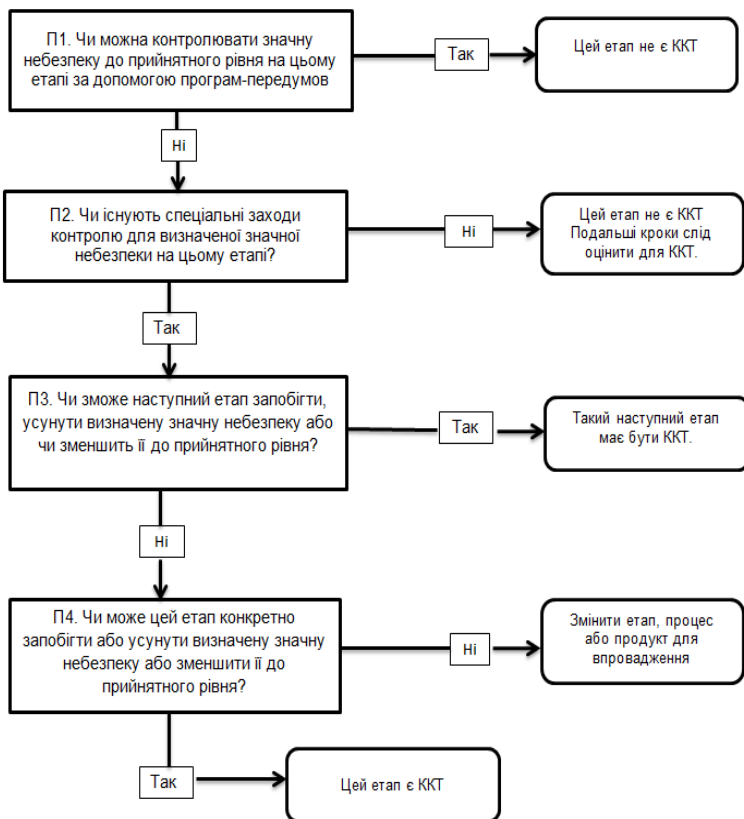 П1. Чи можна контролювати значну
небезпеку до прийнятного рівня на цьому
етапі за допомогою програм-передумов
Так
Цей етап не є ККТ
Ні
П2. Чи існують спеціальні заходи
контролю для визначеної значної
небезпеки на цьому етапі?
Ні
Цей етап не є ККТ
Подальші кроки слід
оцінити для ККТ.
Так
П3. Чи зможе наступний етап запобігти,
усунути визначену значну небезпеку або
чи зменшить її до прийнятного рівня?
Так
Такий наступний етап
має бути ККТ.
Ні
П4. Чи може цей етап конкретно
запобігти або усунути визначену значну
небезпеку або зменшити її до
прийнятного рівня?
Ні
Змінити етап, процес
або продукт для
впровадження
Так
Цей етап є ККТ